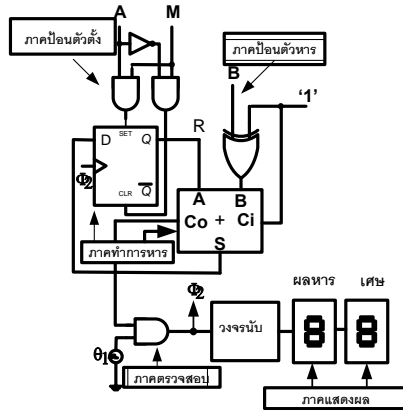 A
M
ภาคป้อนตัวตั้ง
ภาคป้อนตัวหาร
B
'1'
D
SET
Q
R
Φ2
CLR
Q
A
B
Co
+
Ci
S
ภาคทำการหาร
Φ2
ผลหาร
เศษ
วงจรนับ
8
8
θ1
ภาคตรวจสอบ
ภาคแสดงผล